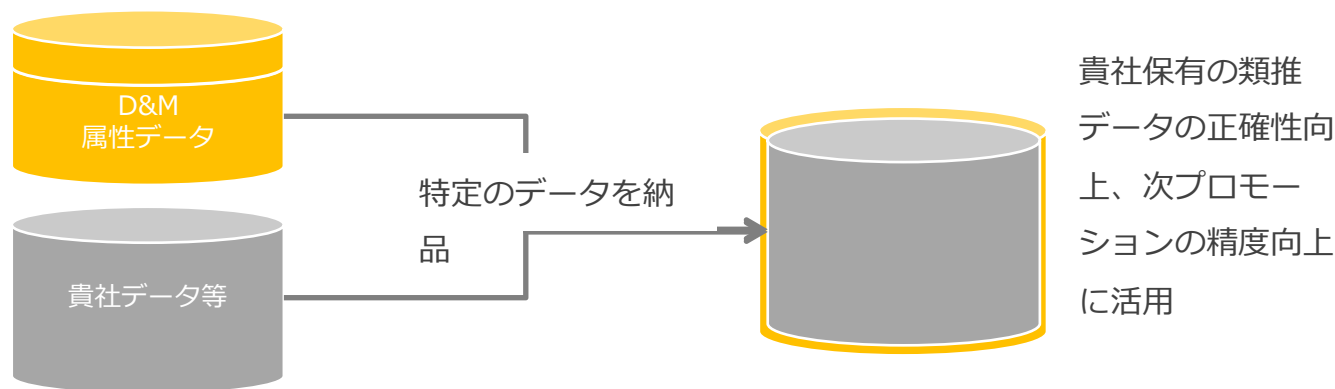 D&M
属性データ
貴社データ等
特定のデータを納
品
貴社保有の類推
データの正確性向
上、次プロモー
ションの精度向上
に活用